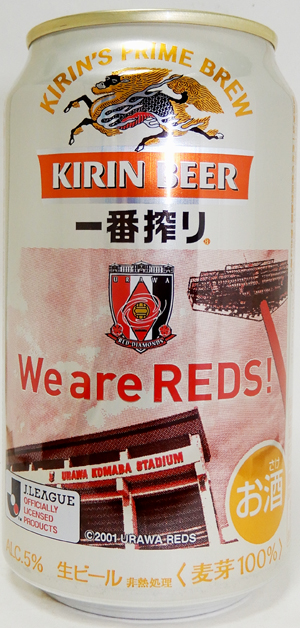 KIRIN'S PRIME BREW
KIRIN BEER
一番搾り®
URAWA
RED DIAMONDS
We are REDS!
URAWA KOMABA STADIUM
J.LEAGUE
OFFICIALLY
LICENSED
PRODUCTS
さけ
お酒
©2001 URAWA-REDS
ALC.5% 生ビール 非熱処理 〈麦芽100%〉